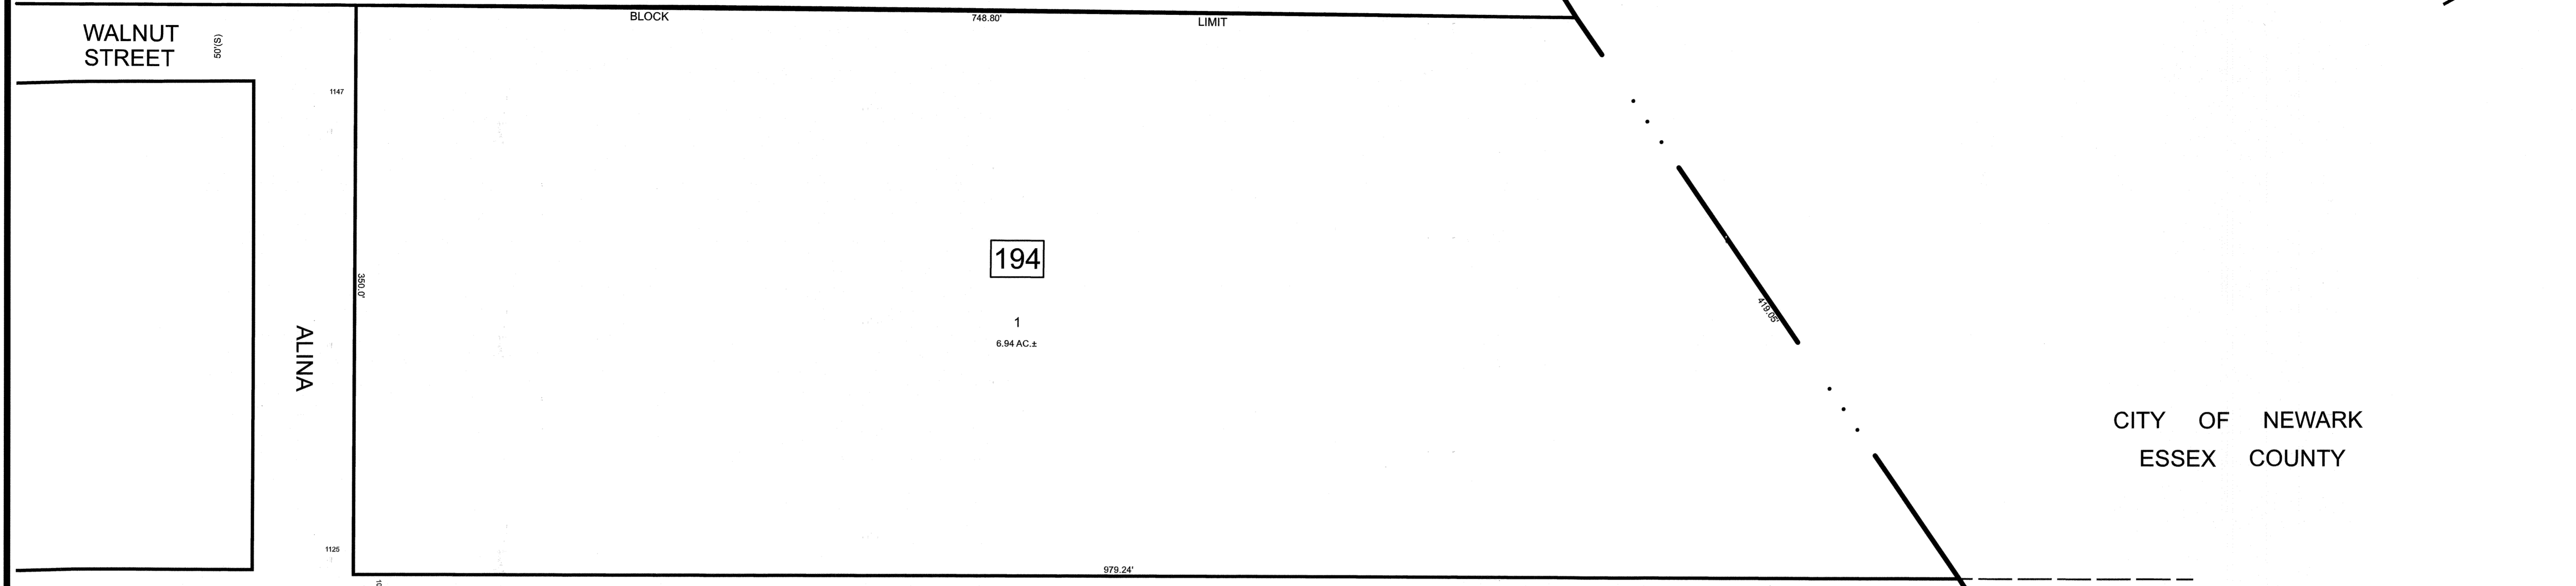 BLOCK
748.80'
LIMIT
WALNUT
STREET
50'(S)
1147
194
350.0'
419.05'
1
ALINA
6.94 AC.±
CITY OF NEWARK
ESSEX COUNTY
1125
979.24'